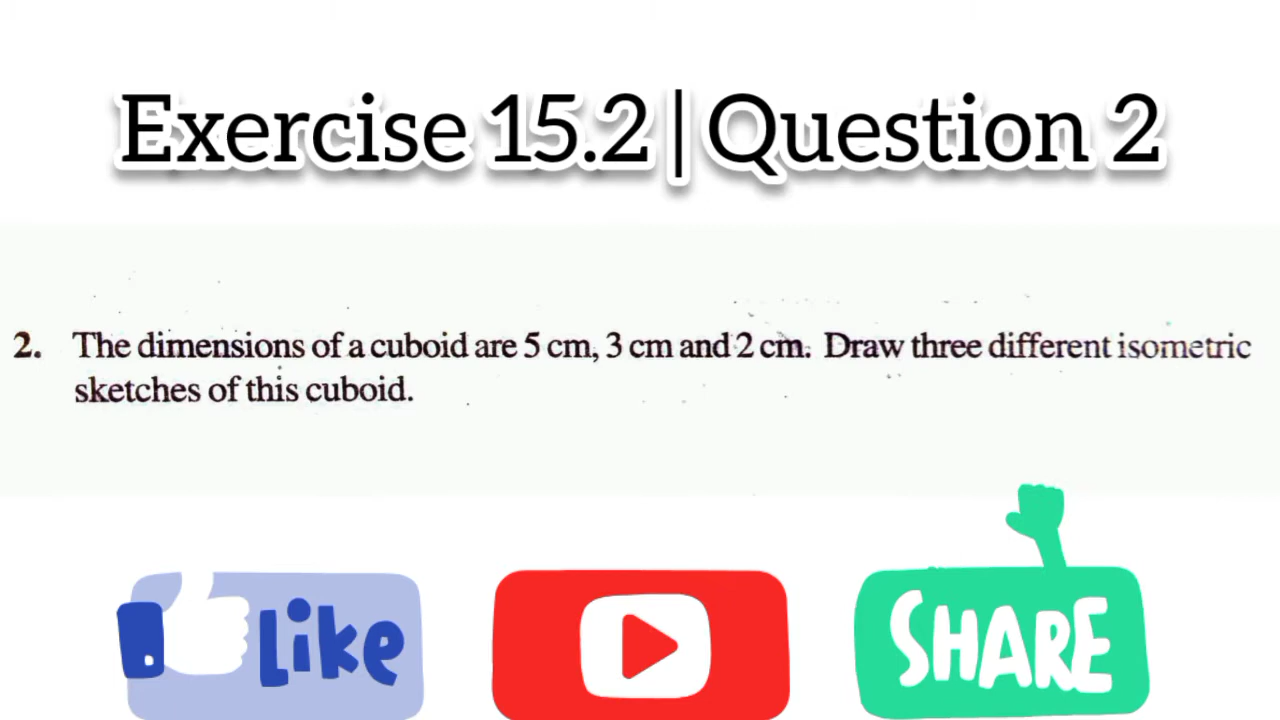 Exercise 15.2 | Question 2
2. The dimensions of a cuboid are 5 cm, 3 cm and 2 cm. Draw three different isometric
sketches of this cuboid.
Like
SHARE